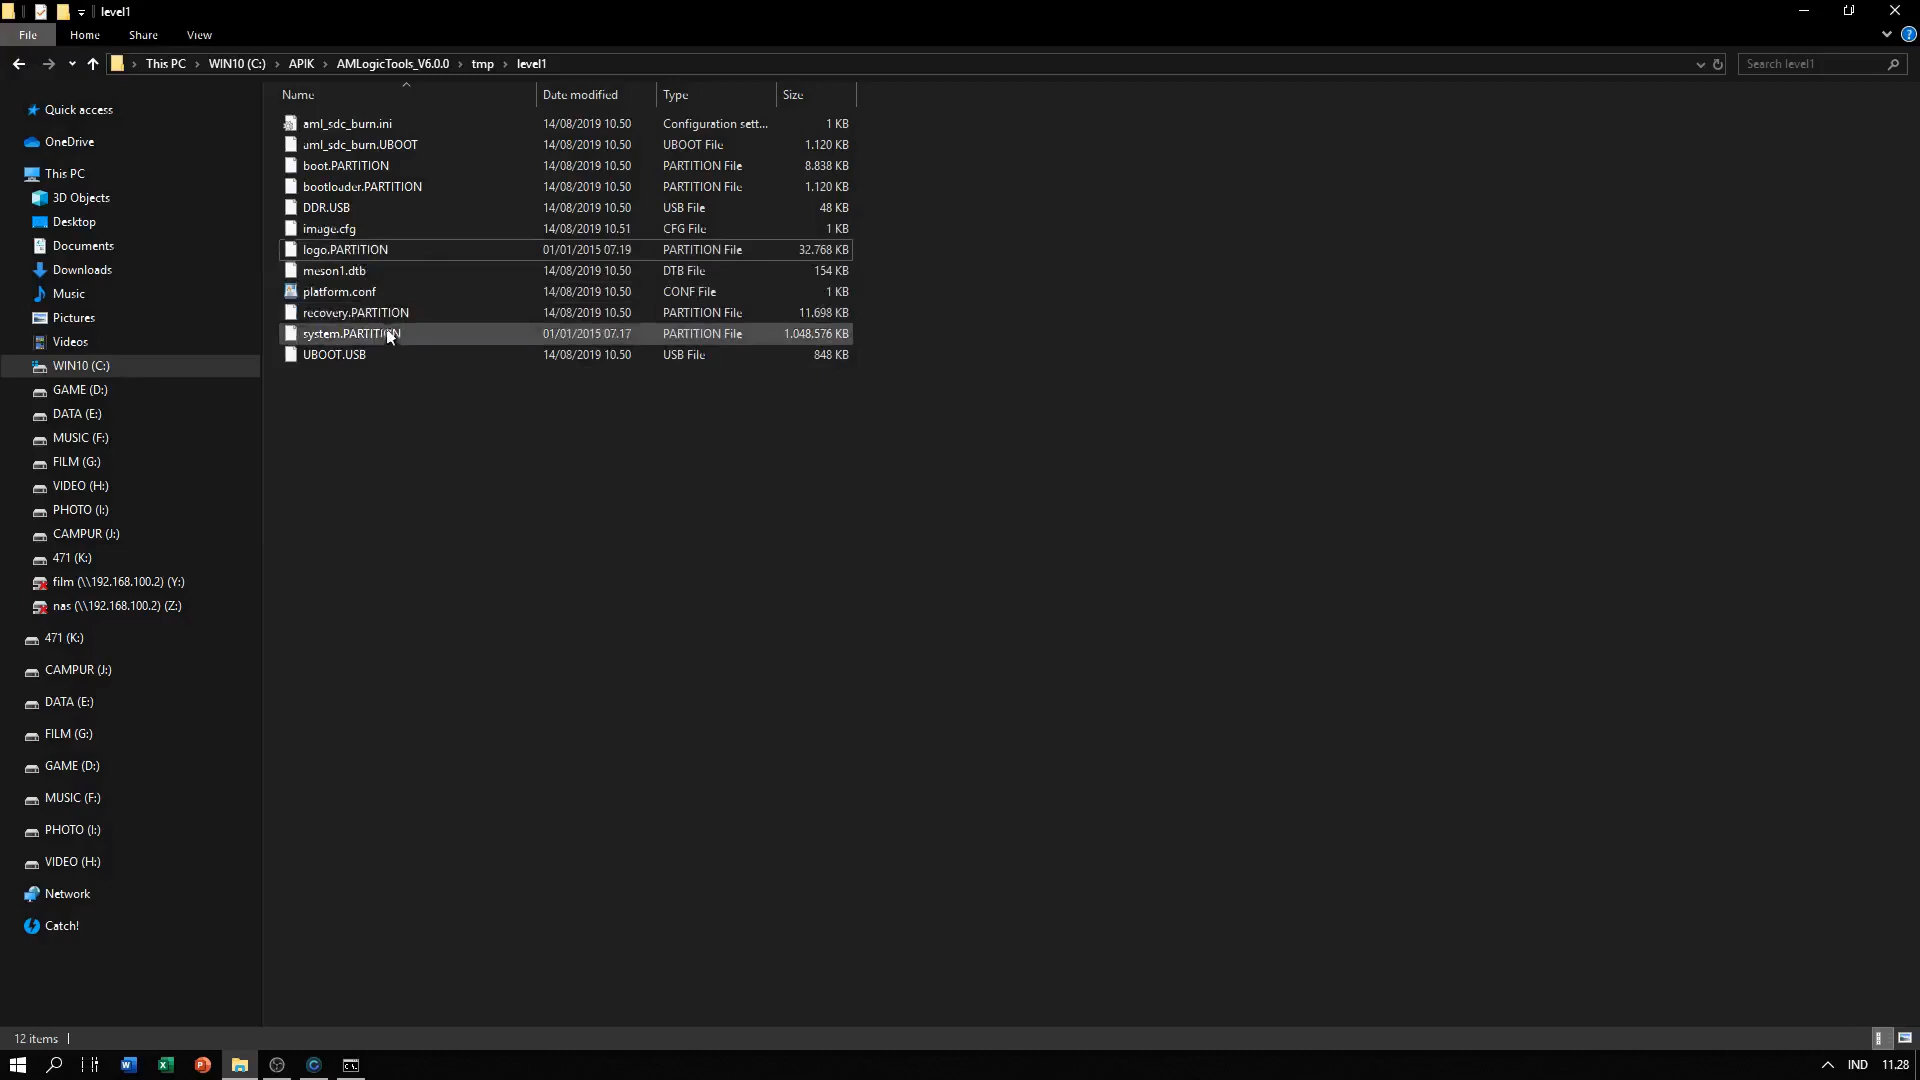 level1
File Home Share View
This PC WIN10 (C:) APIK AMLogicTools_V6.0.0 tmp level1
Search level1
Name Date modified Type Size
aml_sdc_burn.ini 14/08/2019 10.50 Configuration sett... 1 KB
aml_sdc_burn.UBOOT 14/08/2019 10.50 UBOOT File 1.120 KB
boot.PARTITION 14/08/2019 10.50 PARTITION File 8.838 KB
bootloader.PARTITION 14/08/2019 10.50 PARTITION File 1.120 KB
DDR.USB 14/08/2019 10.50 USB File 48 KB
image.cfg 14/08/2019 10.51 CFG File 1 KB
logo.PARTITION 01/01/2015 07.19 PARTITION File 32.768 KB
meson1.dtb 14/08/2019 10.50 DTB File 154 KB
platform.conf 14/08/2019 10.50 CONF File 1 KB
recovery.PARTITION 14/08/2019 10.50 PARTITION File 11.698 KB
system.PARTITION 01/01/2015 07.17 PARTITION File 1.048.576 KB
UBOOT.USB 14/08/2019 10.50 USB File 848 KB
Quick access
OneDrive
This PC
3D Objects
Desktop
Documents
Downloads
Music
Pictures
Videos
WIN10 (C:)
GAME (D:)
DATA (E:)
MUSIC (F:)
FILM (G:)
VIDEO (H:)
PHOTO (I:)
CAMPUR (J:)
471 (K:)
film (\\192.168.100.2) (Y:)
nas (\\192.168.100.2) (Z:)
471 (K:)
CAMPUR (J:)
DATA (E:)
FILM (G:)
GAME (D:)
MUSIC (F:)
PHOTO (I:)
VIDEO (H:)
Network
Catch!
12 items
IND 11.28